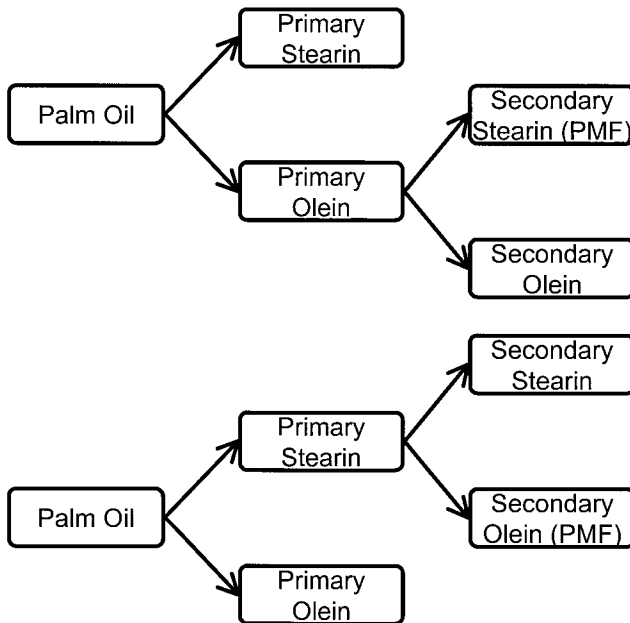 Primary
Stearin
Palm Oil
Primary
Olein
Secondary
Stearin (PMF)
Secondary
Olein
Palm Oil
Primary
Stearin
Primary
Olein
Secondary
Stearin
Secondary
Olein (PMF)